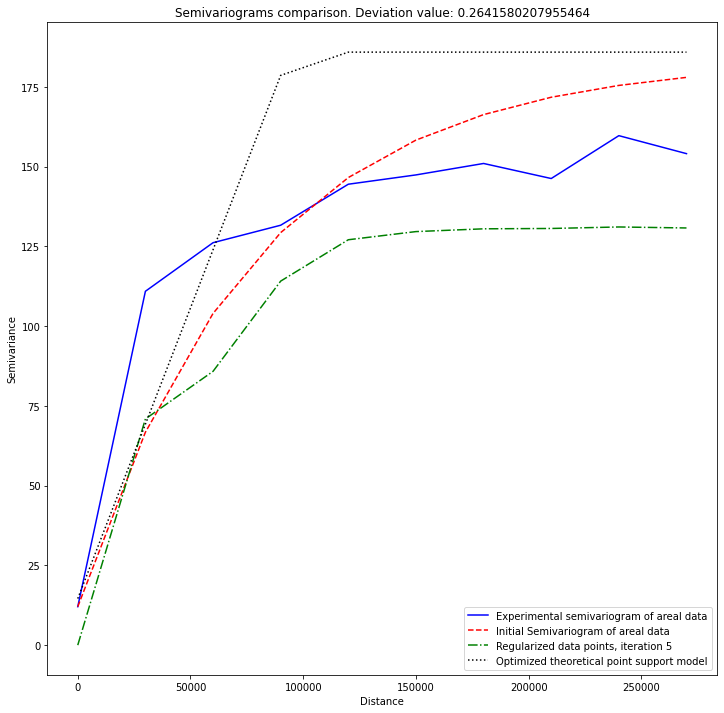 Semivariograms comparison. Deviation value: 0.2641580207955464
175
150
125
100
75
50
25
0
Semivariance
0 50000 100000 150000 200000 250000
Distance
Experimental semivariogram of areal data
Initial Semivariogram of areal data
Regularized data points, iteration 5
Optimized theoretical point support model